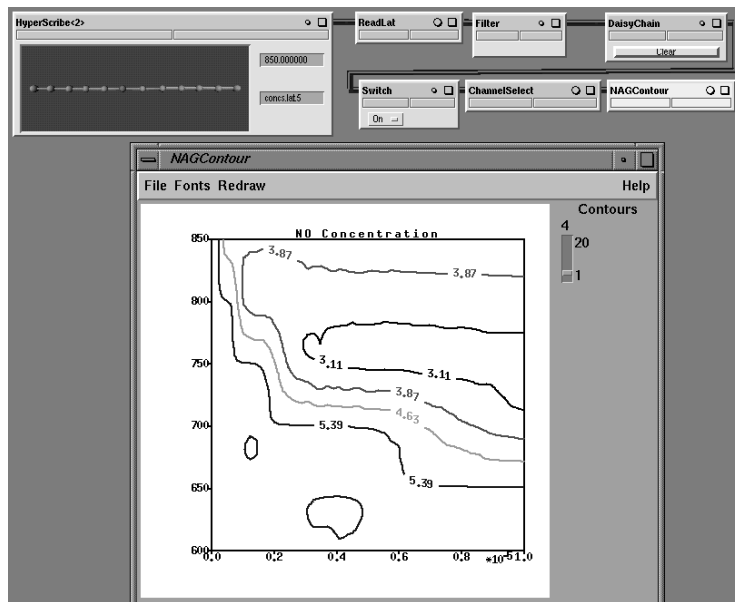 HyperScribe<2>
850.000000
concs.lat:5
ReadLat
Filter
DaisyChain
Clear
Switch
On
ChannelSelect
NAGContour
NAGContour
File Fonts Redraw Help
Contours
4
20
1
NO Concentration
850
800
750
700
650
600
3.87
3.87
3.11
3.11
3.87
4.63
5.39
5.39
0.0 0.2 0.4 0.6 0.8 *10-5 1.0